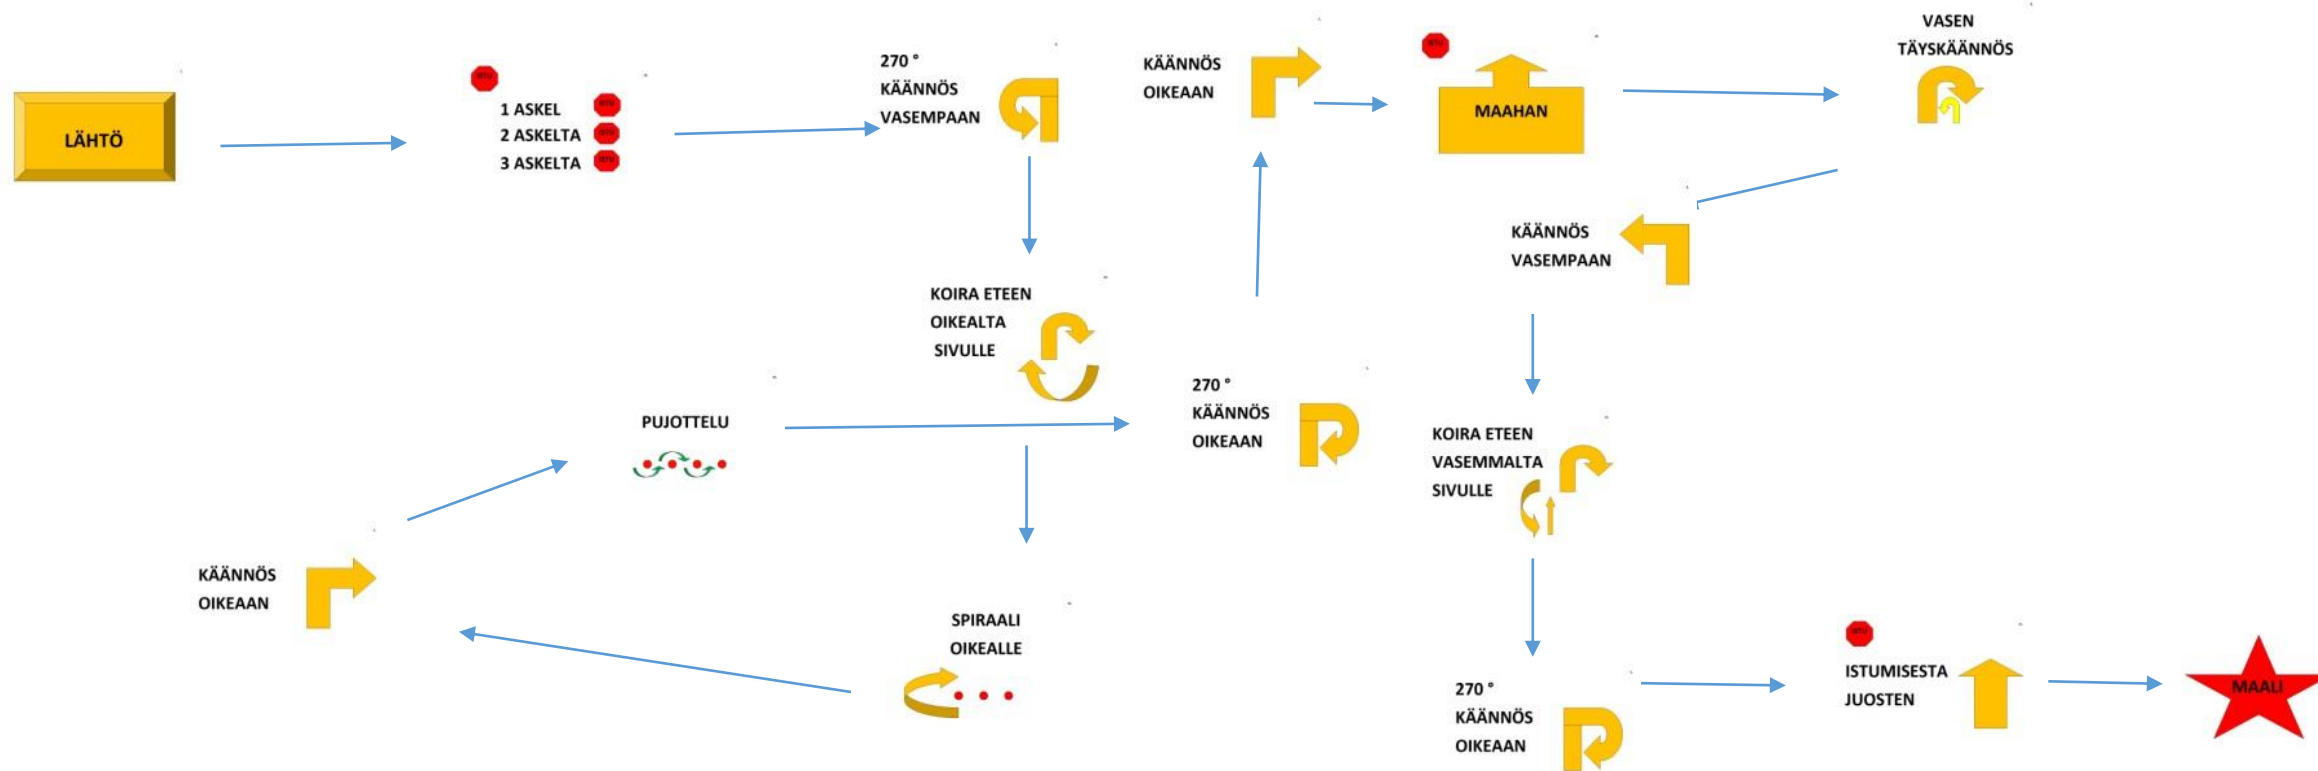 LÄHTÖ
1 ASKEL
2 ASKELTA
3 ASKELTA
270 °
KÄÄNNÖS
VASEMPAAN
KOIRA ETEEN
OIKEALTA
SIVULLE
SPIRAALI
OIKEALLE
KÄÄNNÖS
OIKEAAN
PUJOTTELU
270 °
KÄÄNNÖS
OIKEAAN
KÄÄNNÖS
OIKEAAN
MAAHAN
VASEN
TÄYSKÄÄNNÖS
KÄÄNNÖS
VASEMPAAN
KOIRA ETEEN
VASEMMALTA
SIVULLE
270 °
KÄÄNNÖS
OIKEAAN
ISTUMISESTA
JUOSTEN
MAALI